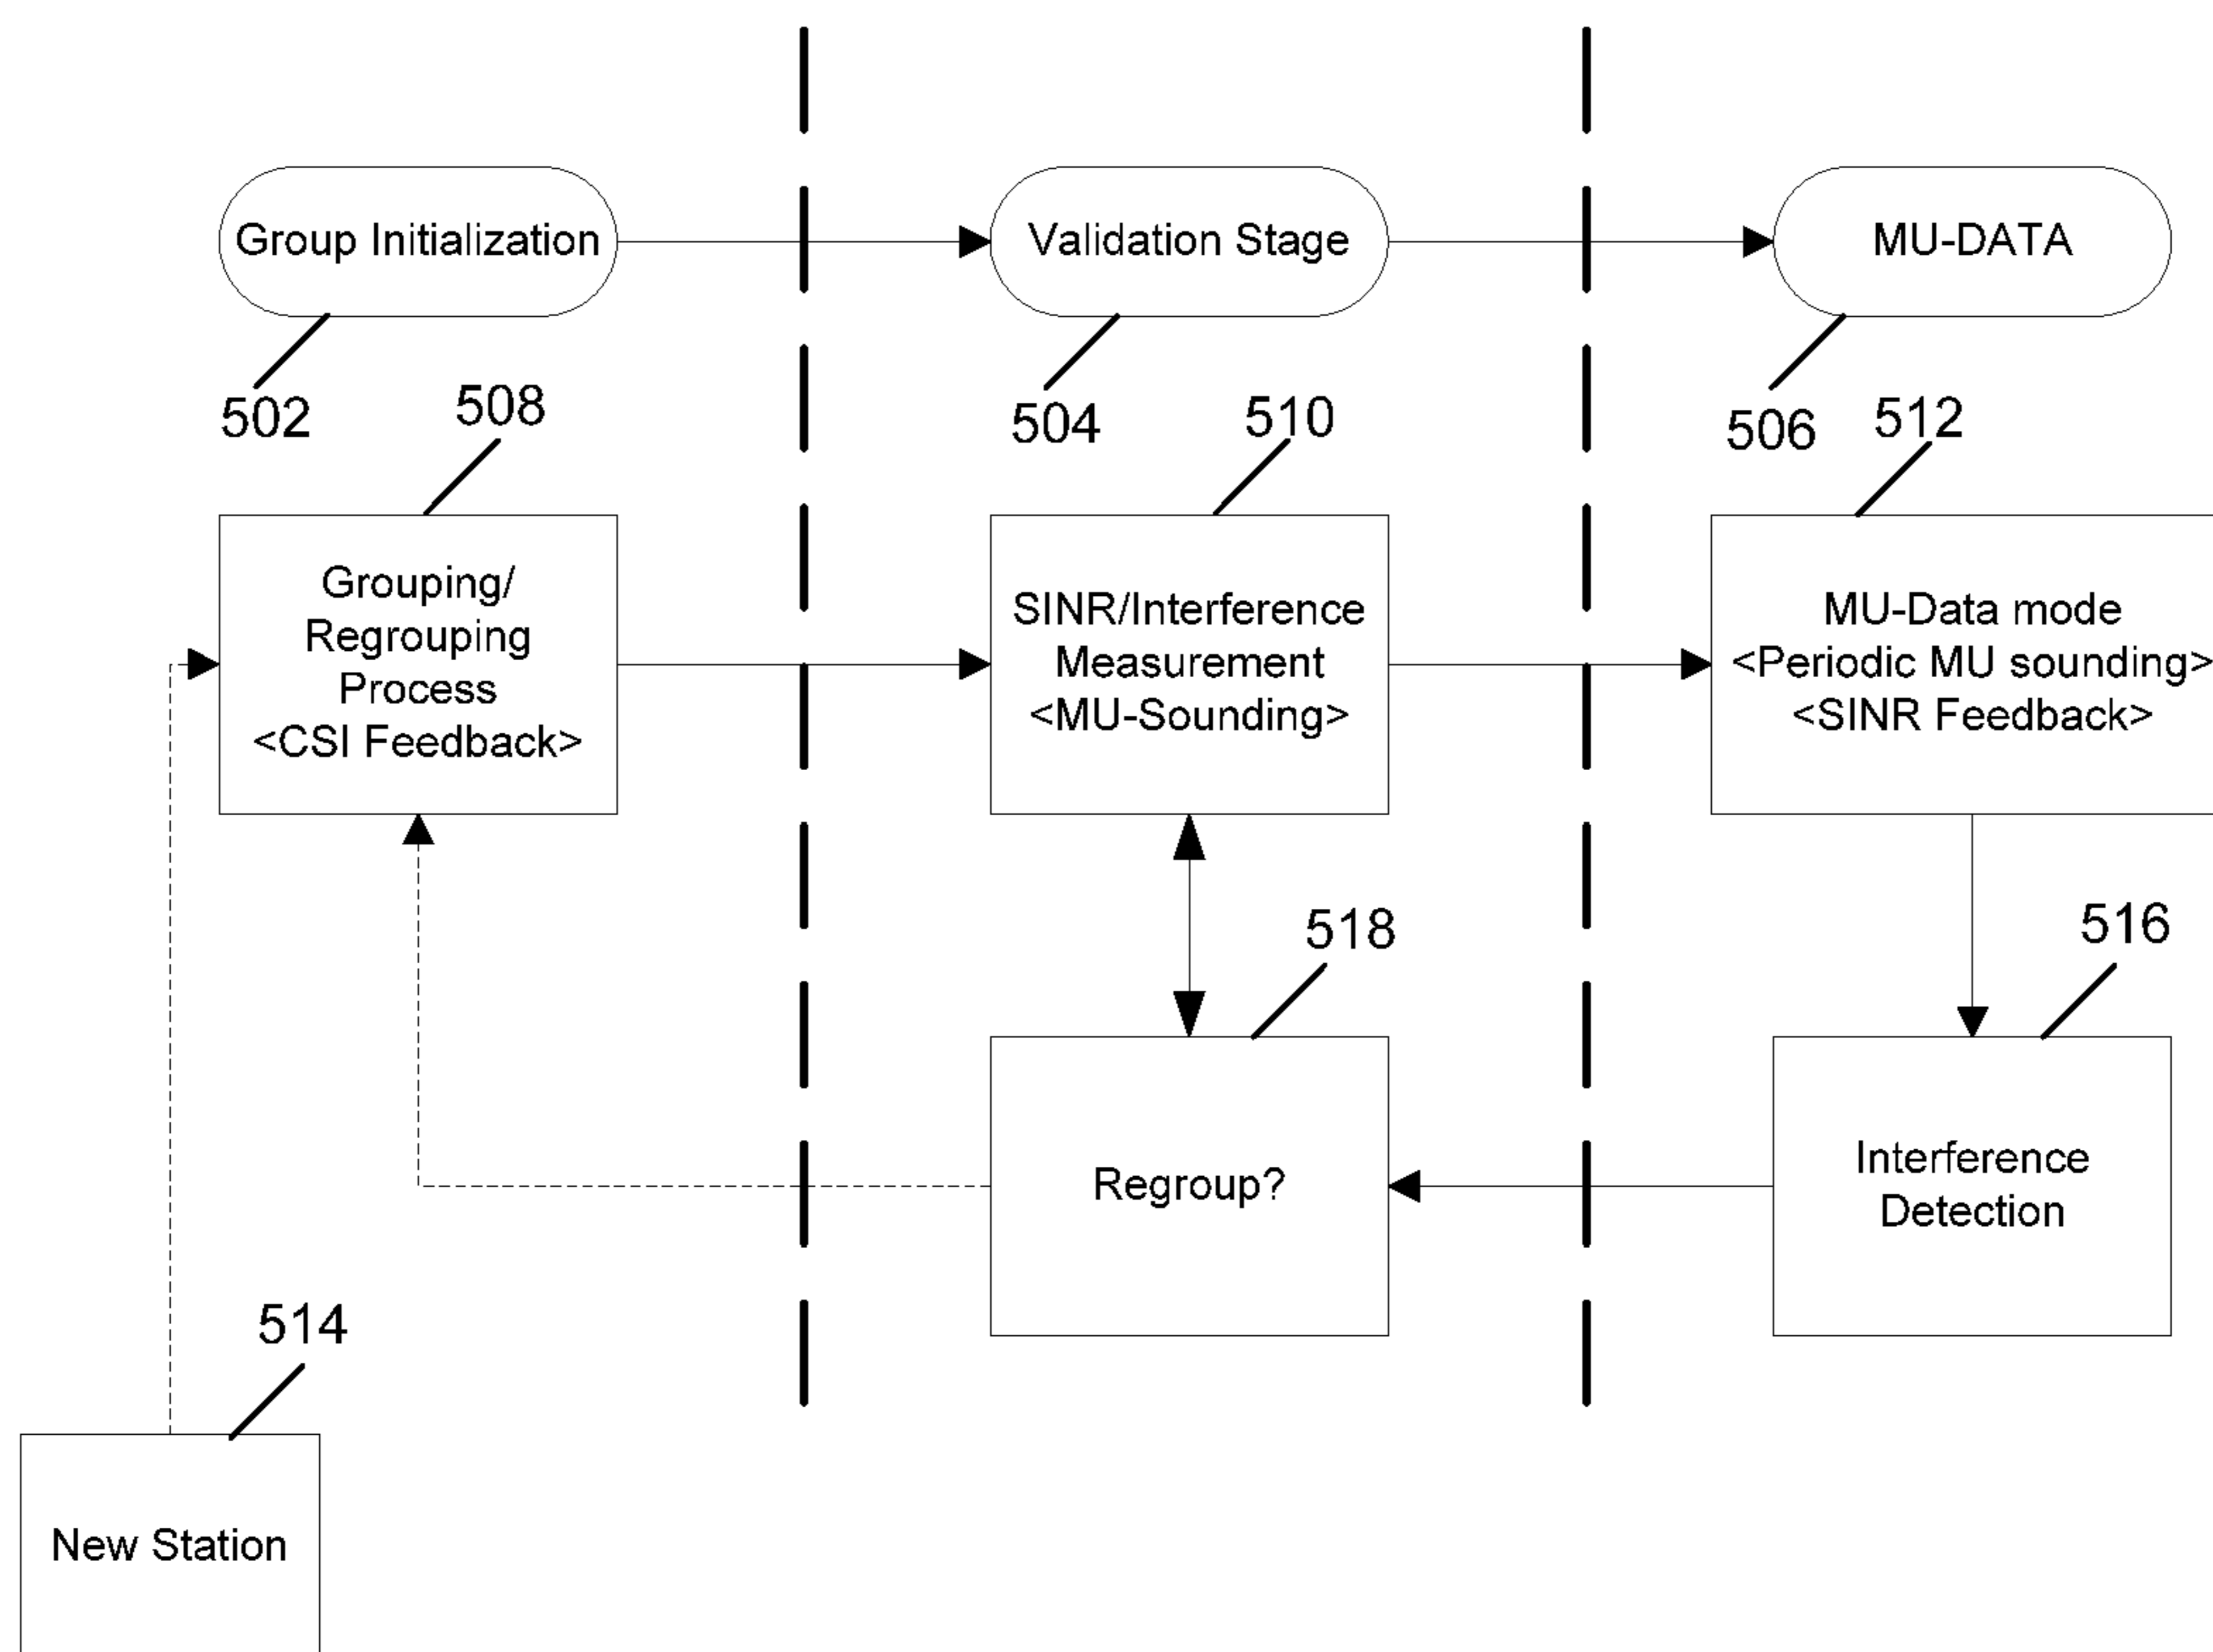 Group Initialization
Validation Stage
MU-DATA
502
508
504
510
506
512
Grouping/
Regrouping
Process
<CSI Feedback>
SINR/Interference
Measurement
<MU-Sounding>
MU-Data mode
<Periodic MU sounding>
<SINR Feedback>
518
516
Regroup?
Interference
Detection
514
New Station